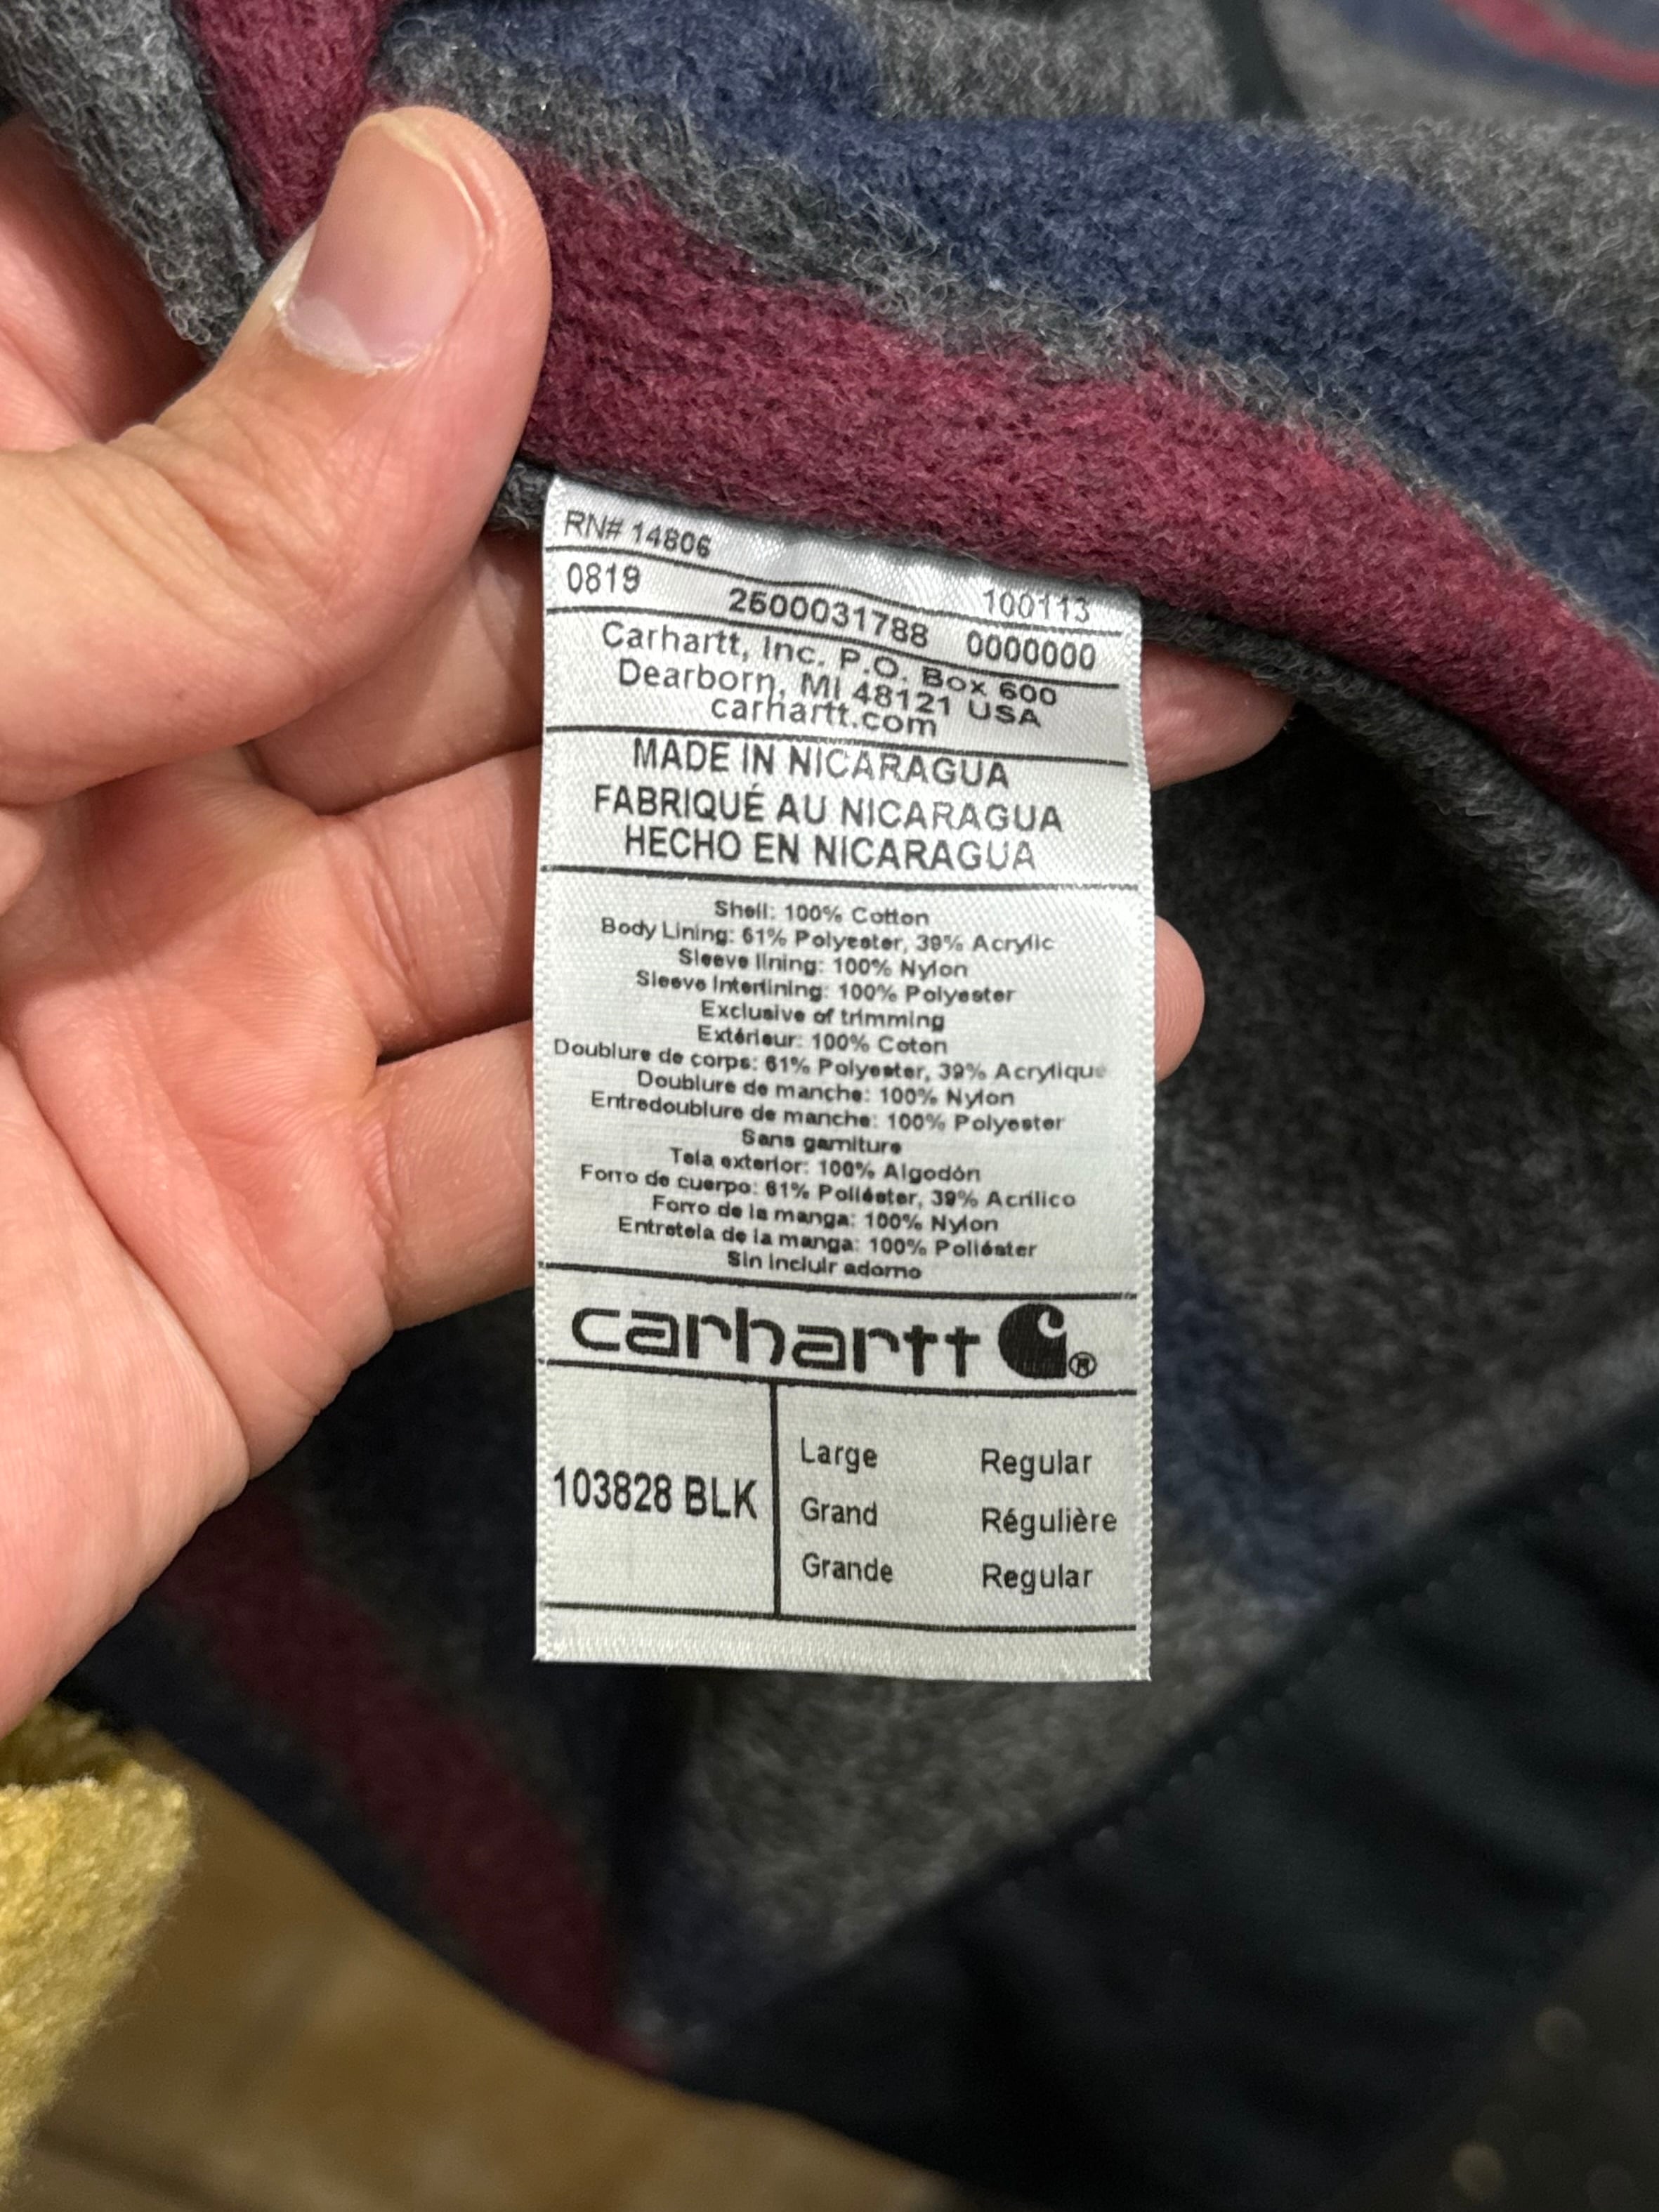 RN# 14806
0819 2500031788 100113
0000000
Carhartt, Inc. P.O. Box 600
Dearborn, MI 48121 USA
carhartt.com
MADE IN NICARAGUA
FABRIQUÉ AU NICARAGUA
HECHO EN NICARAGUA
Shell: 100% Cotton
Body Lining: 61% Polyester, 39% Acrylic
Sleeve lining: 100% Nylon
Sleeve Interlining: 100% Polyester
Exclusive of trimming
Extérieur: 100% Coton
Doublure de corps: 61% Polyester, 39% Acrylique
Doublure de manche: 100% Nylon
Entredoublure de manche: 100% Polyester
Sans garniture
Tela exterior: 100% Algodón
Forro de cuerpo: 61% Poliéster, 39% Acrílico
Forro de la manga: 100% Nylon
Entretela de la manga: 100% Poliéster
Sin incluir adorno
carhartt ®
103828 BLK
Large Regular
Grand Régulière
Grande Regular